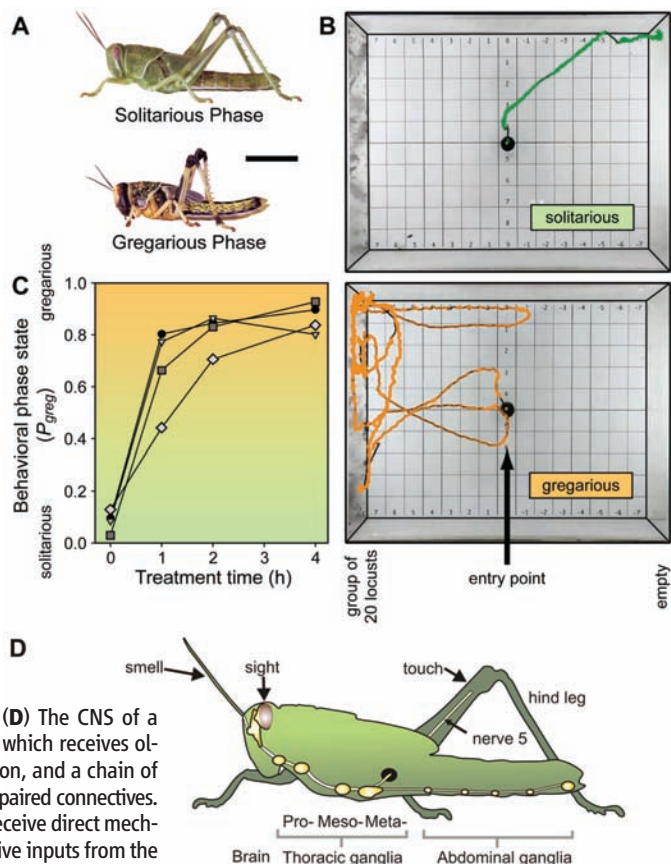 A
Solitarious Phase
Gregarious Phase
B
solitarious
gregarious
group of
20 locusts
entry point
empty
C
gregarious
Behavioral phase state
(Pgreg)
solitarious
1.0
0.8
0.6
0.4
0.2
0.0
0 1 2 3 4
Treatment time (h)
D
smell
sight
touch
hind leg
nerve 5
Pro- Meso- Meta-
Brain Thoracic ganglia Abdominal ganglia
(D) The CNS of a
which receives ol-
on, and a chain of
paired connectives.
eceive direct mech-
ive inputs from the